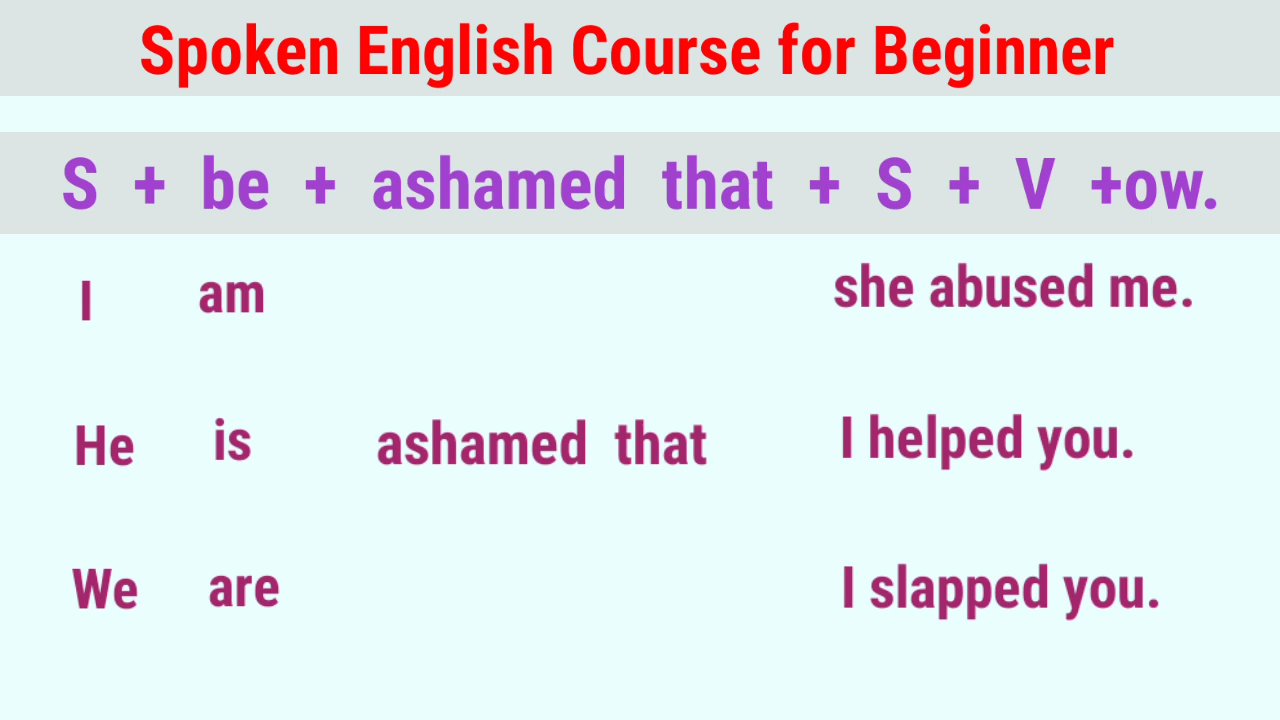 Spoken English Course for Beginner
S + be + ashamed that + S + V +ow.
I am she abused me.
He is ashamed that I helped you.
We are I slapped you.